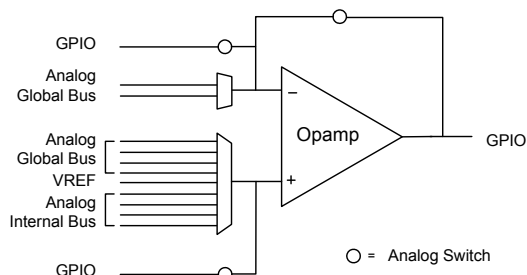 GPIO
Analog
Global Bus
Analog
Global Bus
VREF
Analog
Internal Bus
GPIO
−
Opamp
+
GPIO
= Analog Switch